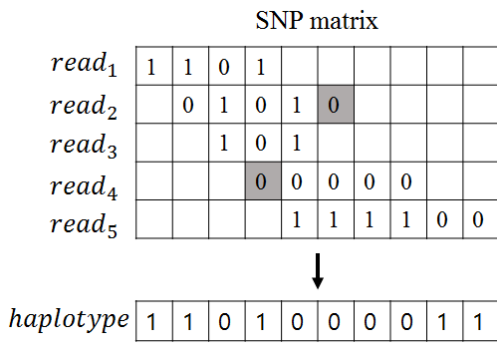 SNP matrix
read₁ 1 1 0 1
read₂ 0 1 0 1 0
read₃ 1 0 1
read₄ 0 0 0 0 0
read₅ 1 1 1 1 0 0
haplotype 1 1 0 1 0 0 0 0 1 1